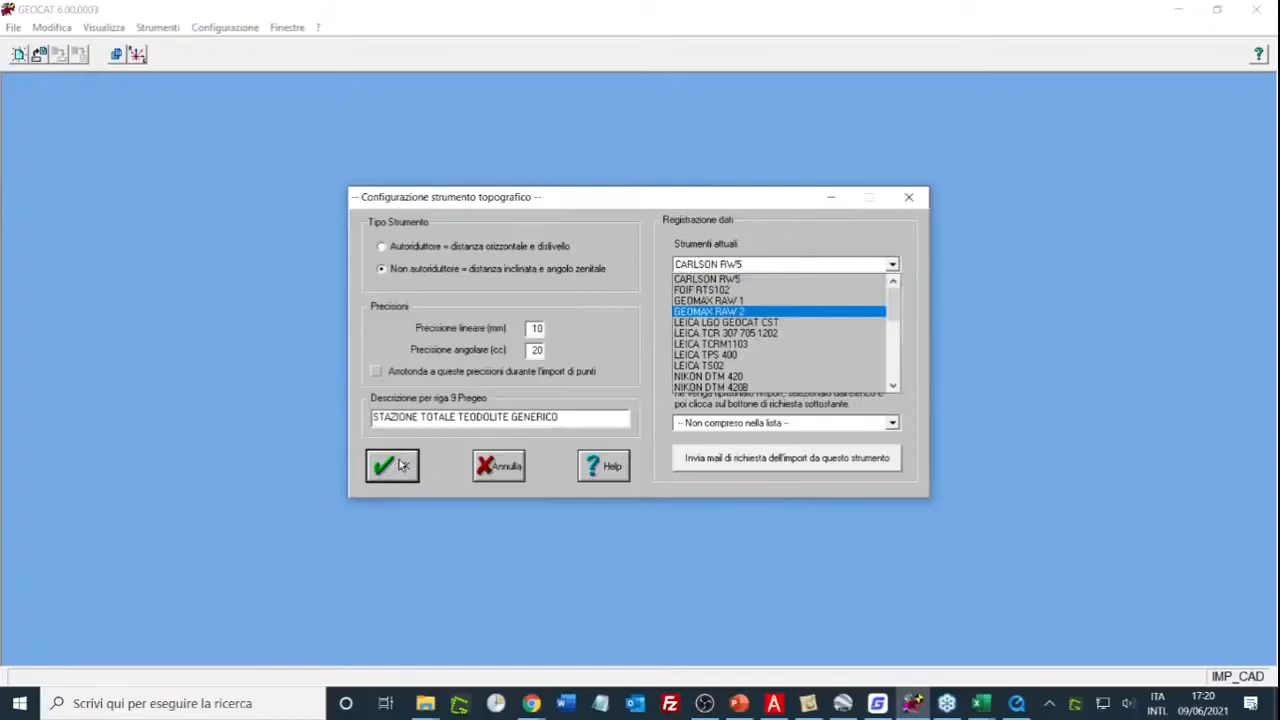 GEOCAT 6.00.0003
File Modifica Visualizza Strumenti Configurazione Finestre ?
-- Configurazione strumento topografico --
Tipo Strumento
Autoriduttore = distanza orizzontale e dislivello
Non autoriduttore = distanza inclinata e angolo zenitale
Precisioni
Precisione lineare (mm) 10
Precisione angolare (cc) 20
Arrotonda a queste precisioni durante l'import di punti
Descrizione per riga 9 Pregeo
STAZIONE TOTALE TEODOLITE GENERICO
Annulla
Help
Registrazione dati
Strumenti attuali
CARLSON RW5
CARLSON RW5
FOIF RTS102
GEOMAX RAW 1
GEOMAX RAW 2
LEICA LGO GEOCAT CST
LEICA TCR 307 705 1202
LEICA TCRM1103
LEICA TPS 400
LEICA TS02
NIKON DTM 420
NIKON DTM 420B
poi clicca sul bottone di richiesta sottostante.
-- Non compreso nella lista --
Invia mail di richiesta dell'import da questo strumento
IMP_CAD
Scrivi qui per eseguire la ricerca
ITA
INTL
17:20
09/06/2021